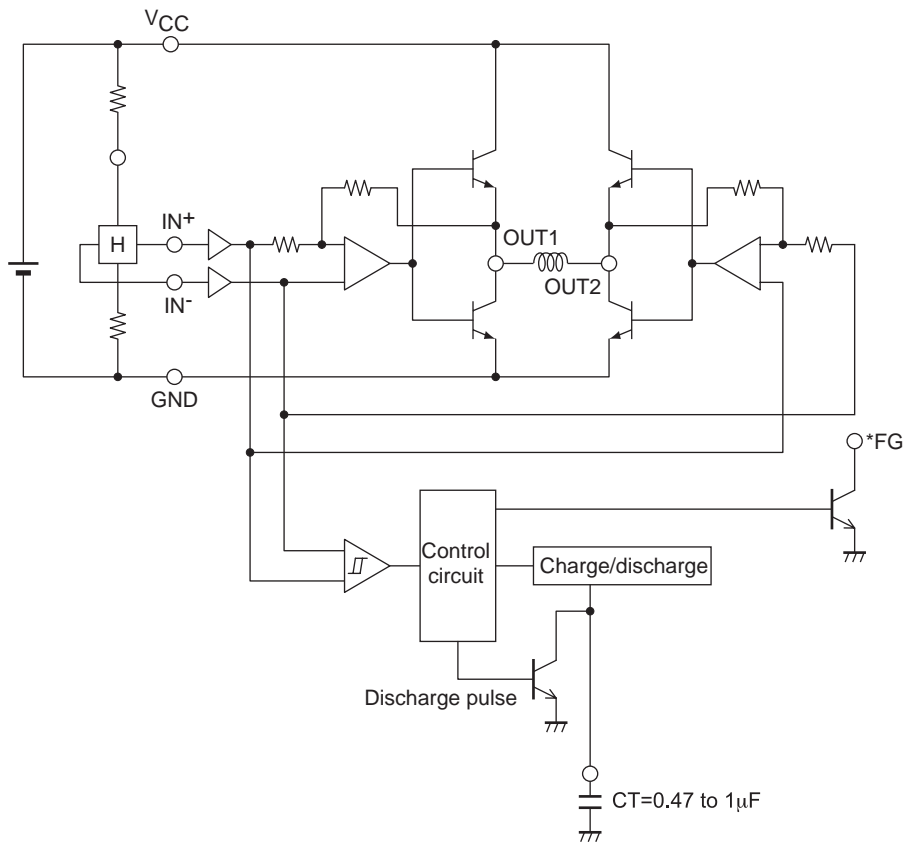 VCC
IN+
H
IN-
GND
OUT1
OUT2
*FG
Control
circuit
Charge/discharge
Discharge pulse
CT=0.47 to 1μF